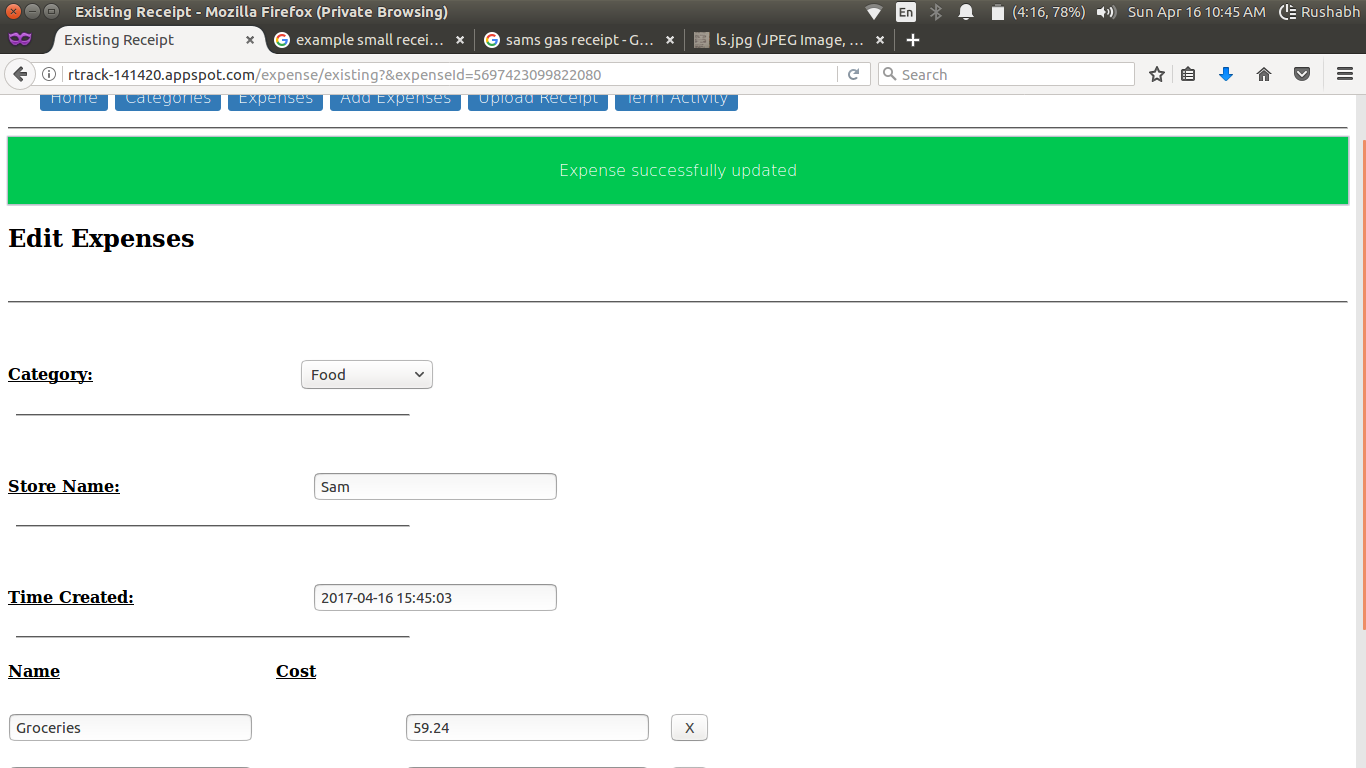 Existing Receipt - Mozilla Firefox (Private Browsing)
En
(4:16, 78%)
Sun Apr 16 10:45 AM
Rushabh
Existing Receipt
example small recei...
sams gas receipt - G...
ls.jpg (JPEG Image, ...
rtrack-141420.appspot.com/expense/existing?&expenseId=5697423099822080
Search
Home
Categories
Expenses
Add Expenses
Upload Receipt
Term Activity
Expense successfully updated
Edit Expenses
Category:
Food
Store Name:
Sam
Time Created:
2017-04-16 15:45:03
Name
Cost
Groceries
59.24
X